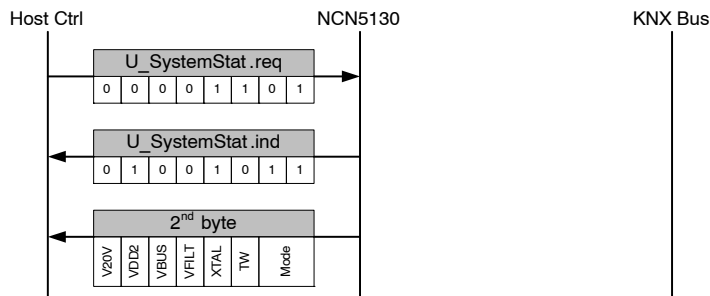 Host Ctrl NCN5130 KNX Bus
U_SystemStat.req
0 0 0 0 1 1 0 1
U_SystemStat.ind
0 1 0 0 1 0 1 1
2nd byte
V20V VDD2 VBUS VFILT XTAL TW Mode